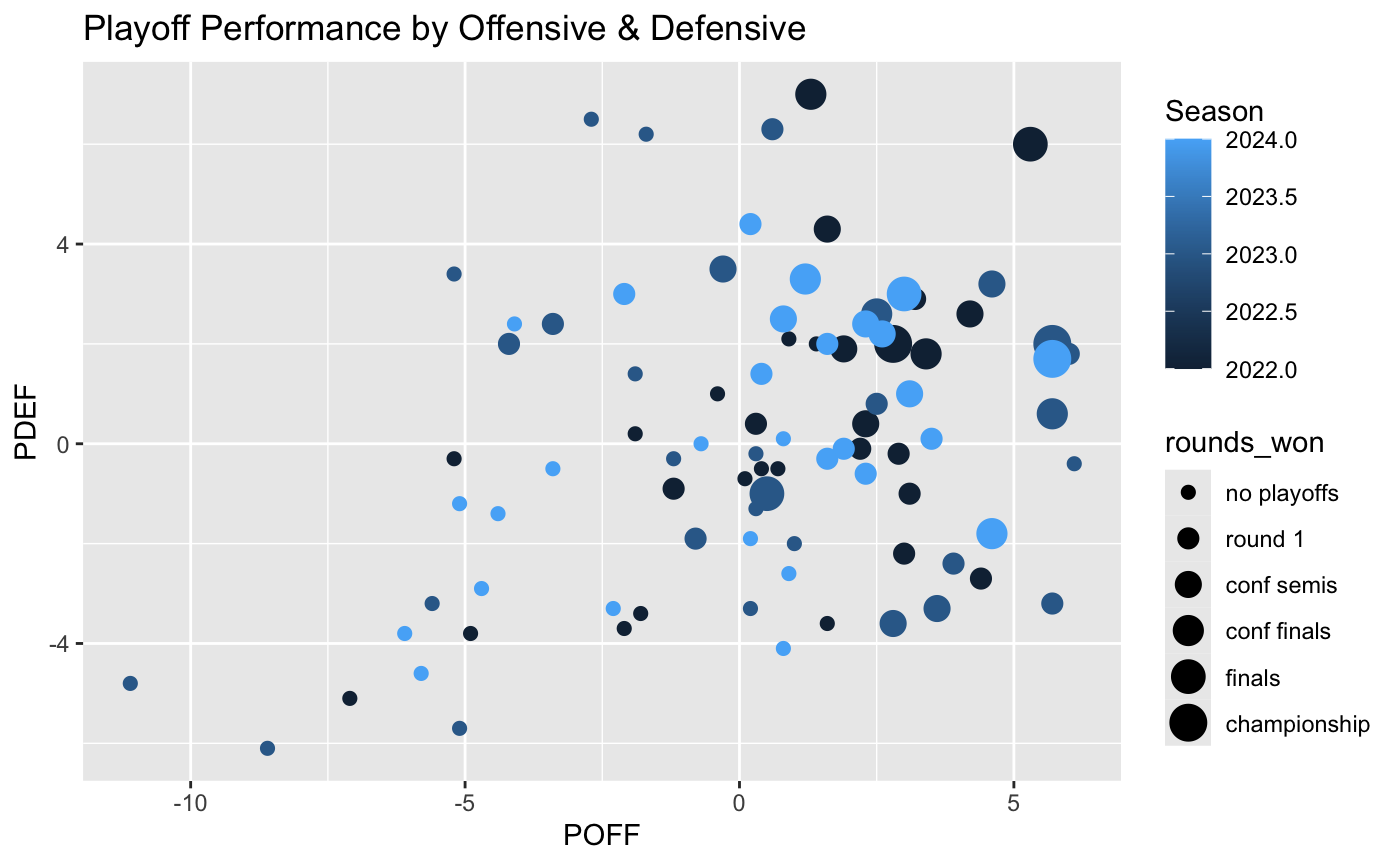 Playoff Performance by Offensive & Defensive
PDEF
4
0
-4
-10
-5
0
5
POFF
Season
2024.0
2023.5
2023.0
2022.5
2022.0
rounds_won
no playoffs
round 1
conf semis
conf finals
finals
championship